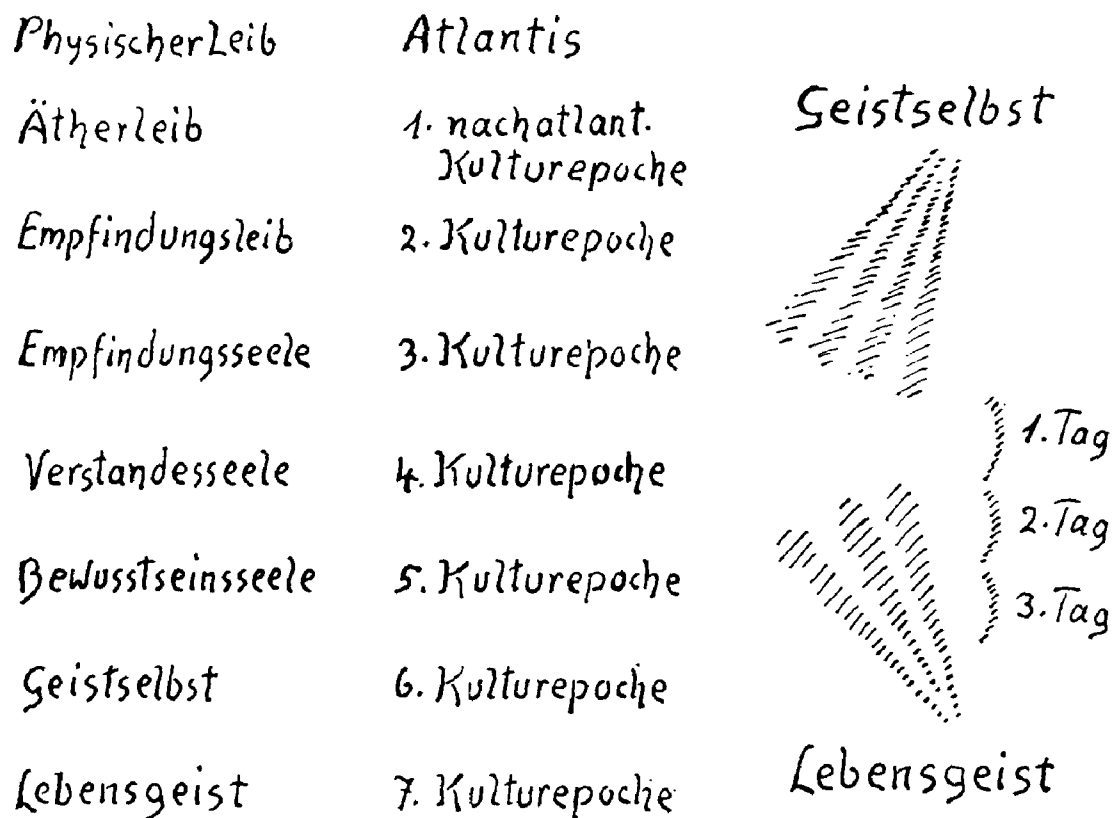 Physischer Leib Atlantis
Ätherleib 1. nachatlant.
Kulturepoche
Empfindungsleib 2. Kulturepoche
Empfindungsseele 3. Kulturepoche
Verstandesseele 4. Kulturepoche
Bewusstseinsseele 5. Kulturepoche
Geistselbst 6. Kulturepoche
Lebensgeist 7. Kulturepoche
Geistselbst
1. Tag
2. Tag
3. Tag
Lebensgeist